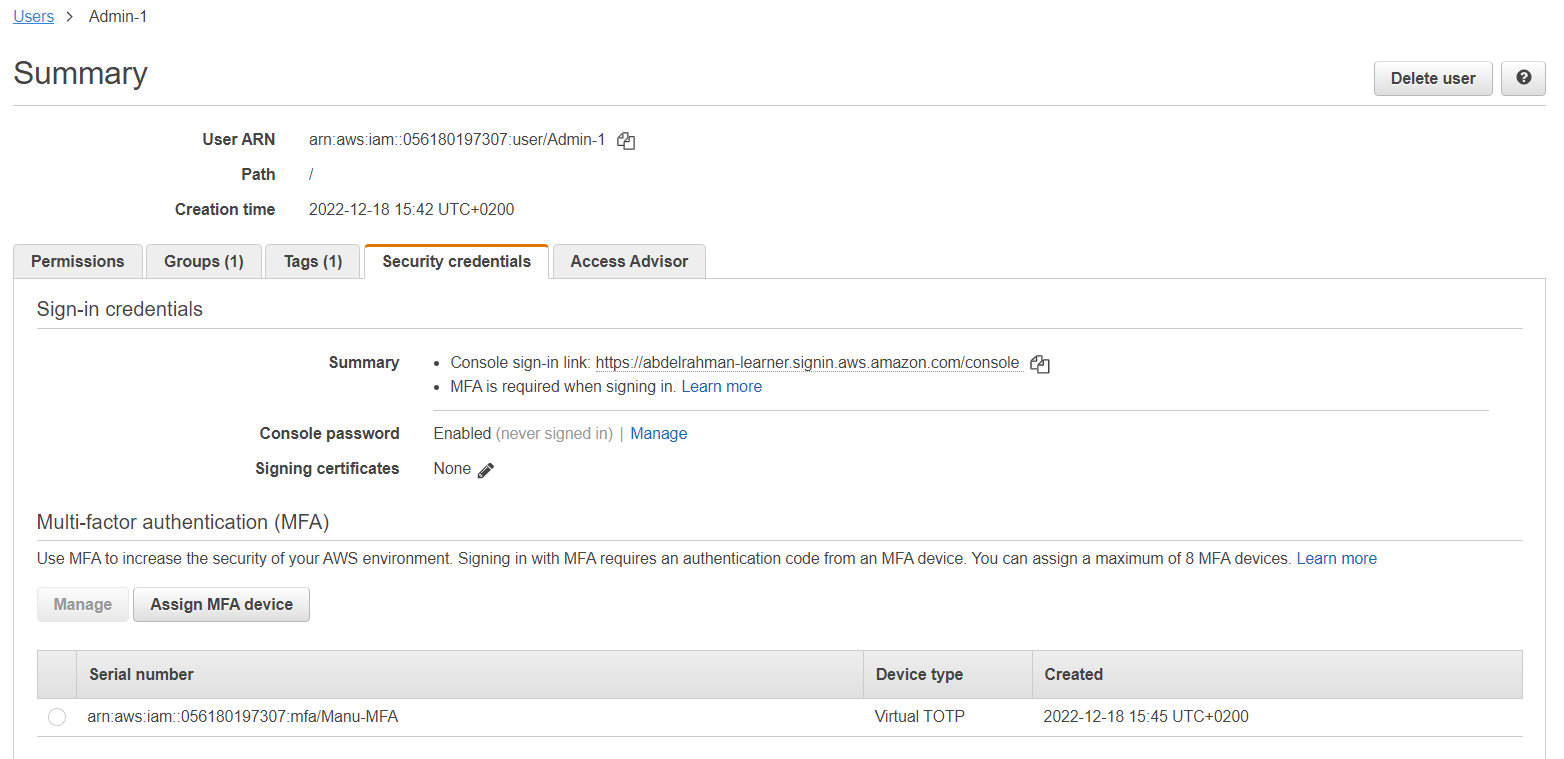 Users > Admin-1
Summary
Delete user
?
User ARN arn:aws:iam::056180197307:user/Admin-1
Path /
Creation time 2022-12-18 15:42 UTC+0200
Permissions Groups (1) Tags (1) Security credentials Access Advisor
Sign-in credentials
Summary • Console sign-in link: https://abdelrahman-learner.signin.aws.amazon.com/console
• MFA is required when signing in. Learn more
Console password Enabled (never signed in) | Manage
Signing certificates None
Multi-factor authentication (MFA)
Use MFA to increase the security of your AWS environment. Signing in with MFA requires an authentication code from an MFA device. You can assign a maximum of 8 MFA devices. Learn more
Manage Assign MFA device
Serial number Device type Created
arn:aws:iam::056180197307:mfa/Manu-MFA Virtual TOTP 2022-12-18 15:45 UTC+0200